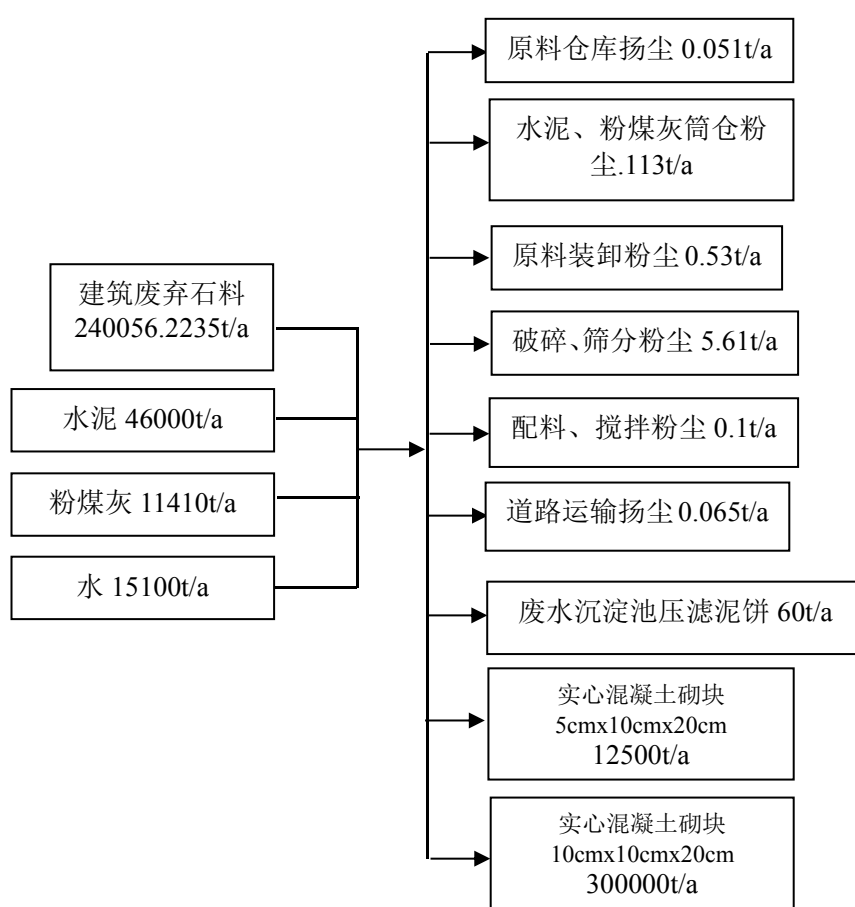 建筑废弃石料
240056.2235t/a
水泥 46000t/a
粉煤灰 11410t/a
水 15100t/a
原料仓库扬尘 0.051t/a
水泥、粉煤灰筒仓粉
尘.113t/a
原料装卸粉尘 0.53t/a
破碎、筛分粉尘 5.61t/a
配料、搅拌粉尘 0.1t/a
道路运输扬尘 0.065t/a
废水沉淀池压滤泥饼 60t/a
实心混凝土砌块
5cmx10cmx20cm
12500t/a
实心混凝土砌块
10cmx10cmx20cm
300000t/a